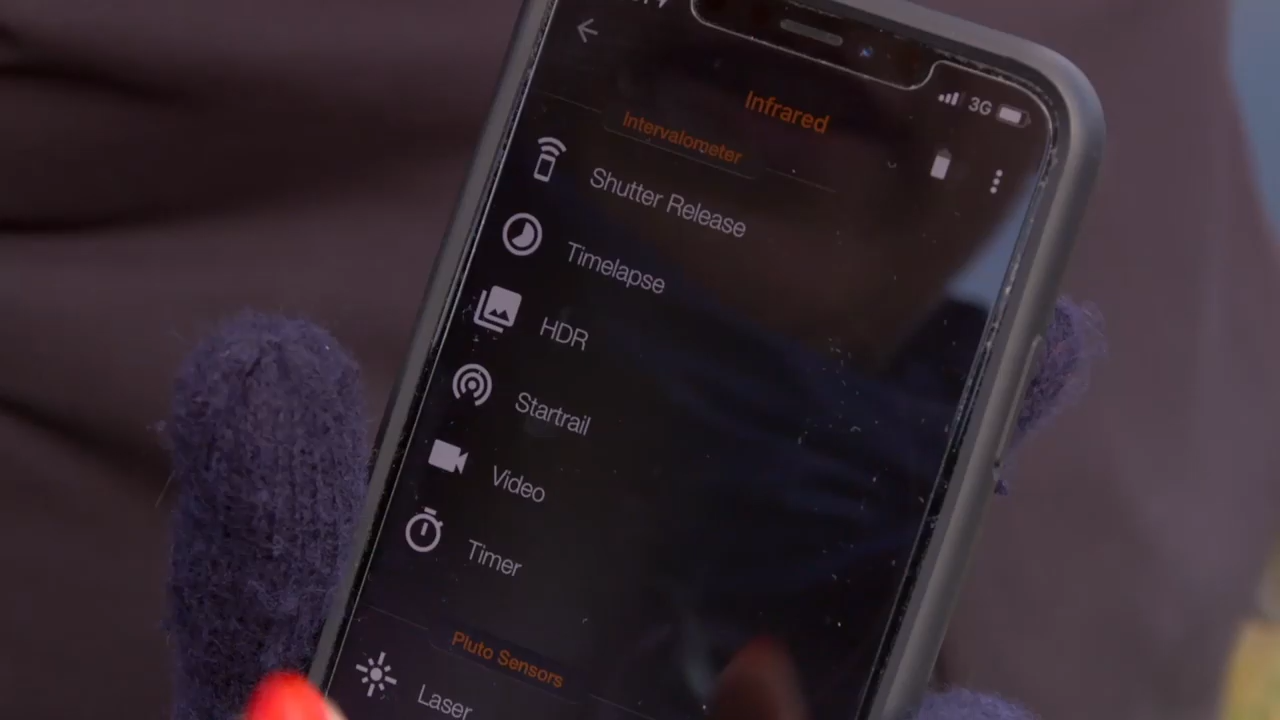 3G
Infrared
Intervalometer
Shutter Release
Timelapse
HDR
Startrail
Video
Timer
Pluto Sensors
Laser